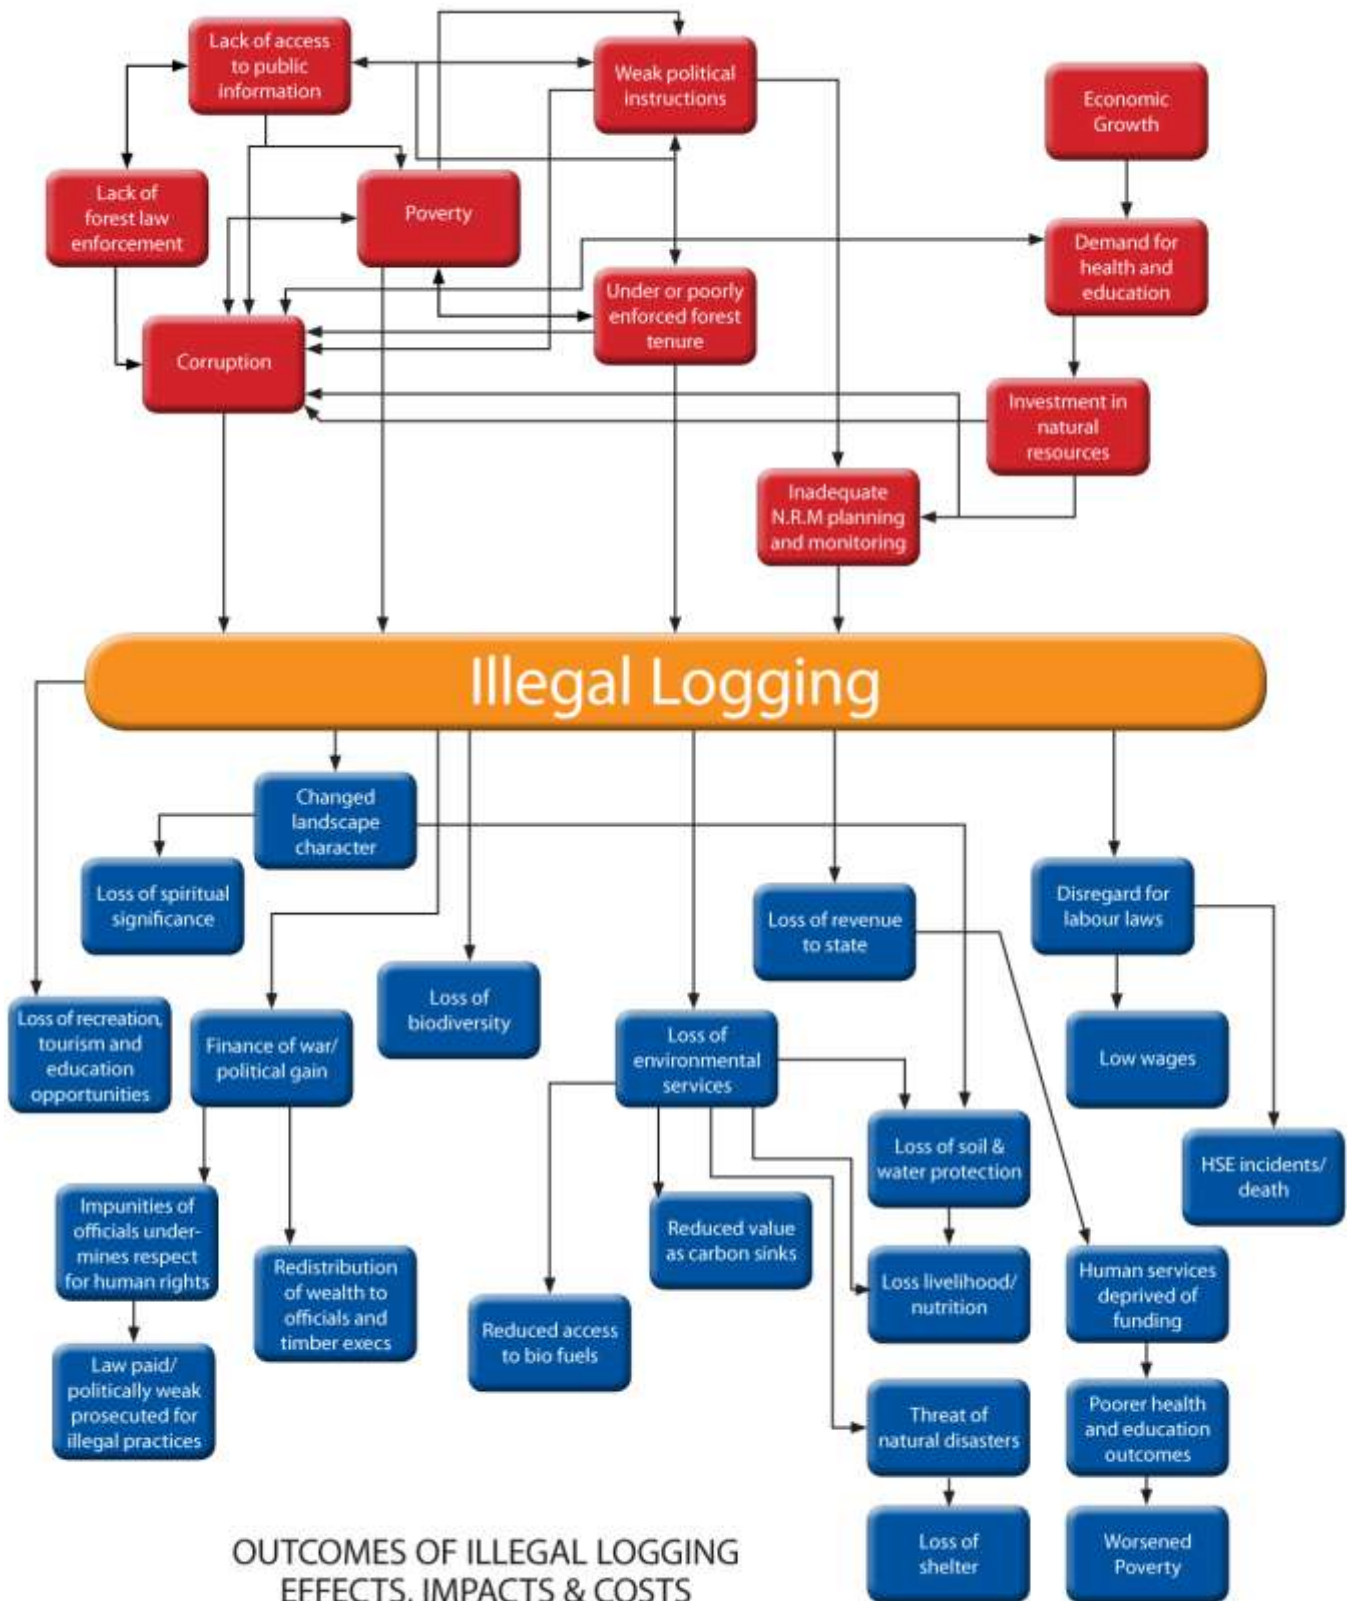 Lack of access
to public
information
Weak political
instructions
Economic
Growth
Lack of
forest law
enforcement
Poverty
Demand for
health and
education
Under or poorly
enforced forest
tenure
Corruption
Investment in
natural
resources
Inadequate
N.R.M planning
and monitoring
Illegal Logging
Changed
landscape
character
Loss of spiritual
significance
Loss of revenue
to state
Disregard for
labour laws
Loss of
biodiversity
Loss of recreation,
tourism and
education
opportunities
Finance of war/
political gain
Loss of
environmental
services
Low wages
Loss of soil &
water protection
HSE incidents/
death
Impunities of
officials under-
mines respect
for human rights
Reduced value
as carbon sinks
Redistribution
of wealth to
officials and
timber execs
Loss livelihood/
nutrition
Human services
deprived of
funding
Reduced access
to bio fuels
Law paid/
politically weak
prosecuted for
illegal practices
Threat of
natural disasters
Poorer health
and education
outcomes
Loss of
shelter
Worsened
Poverty
OUTCOMES OF ILLEGAL LOGGING
EFFECTS, IMPACTS & COSTS